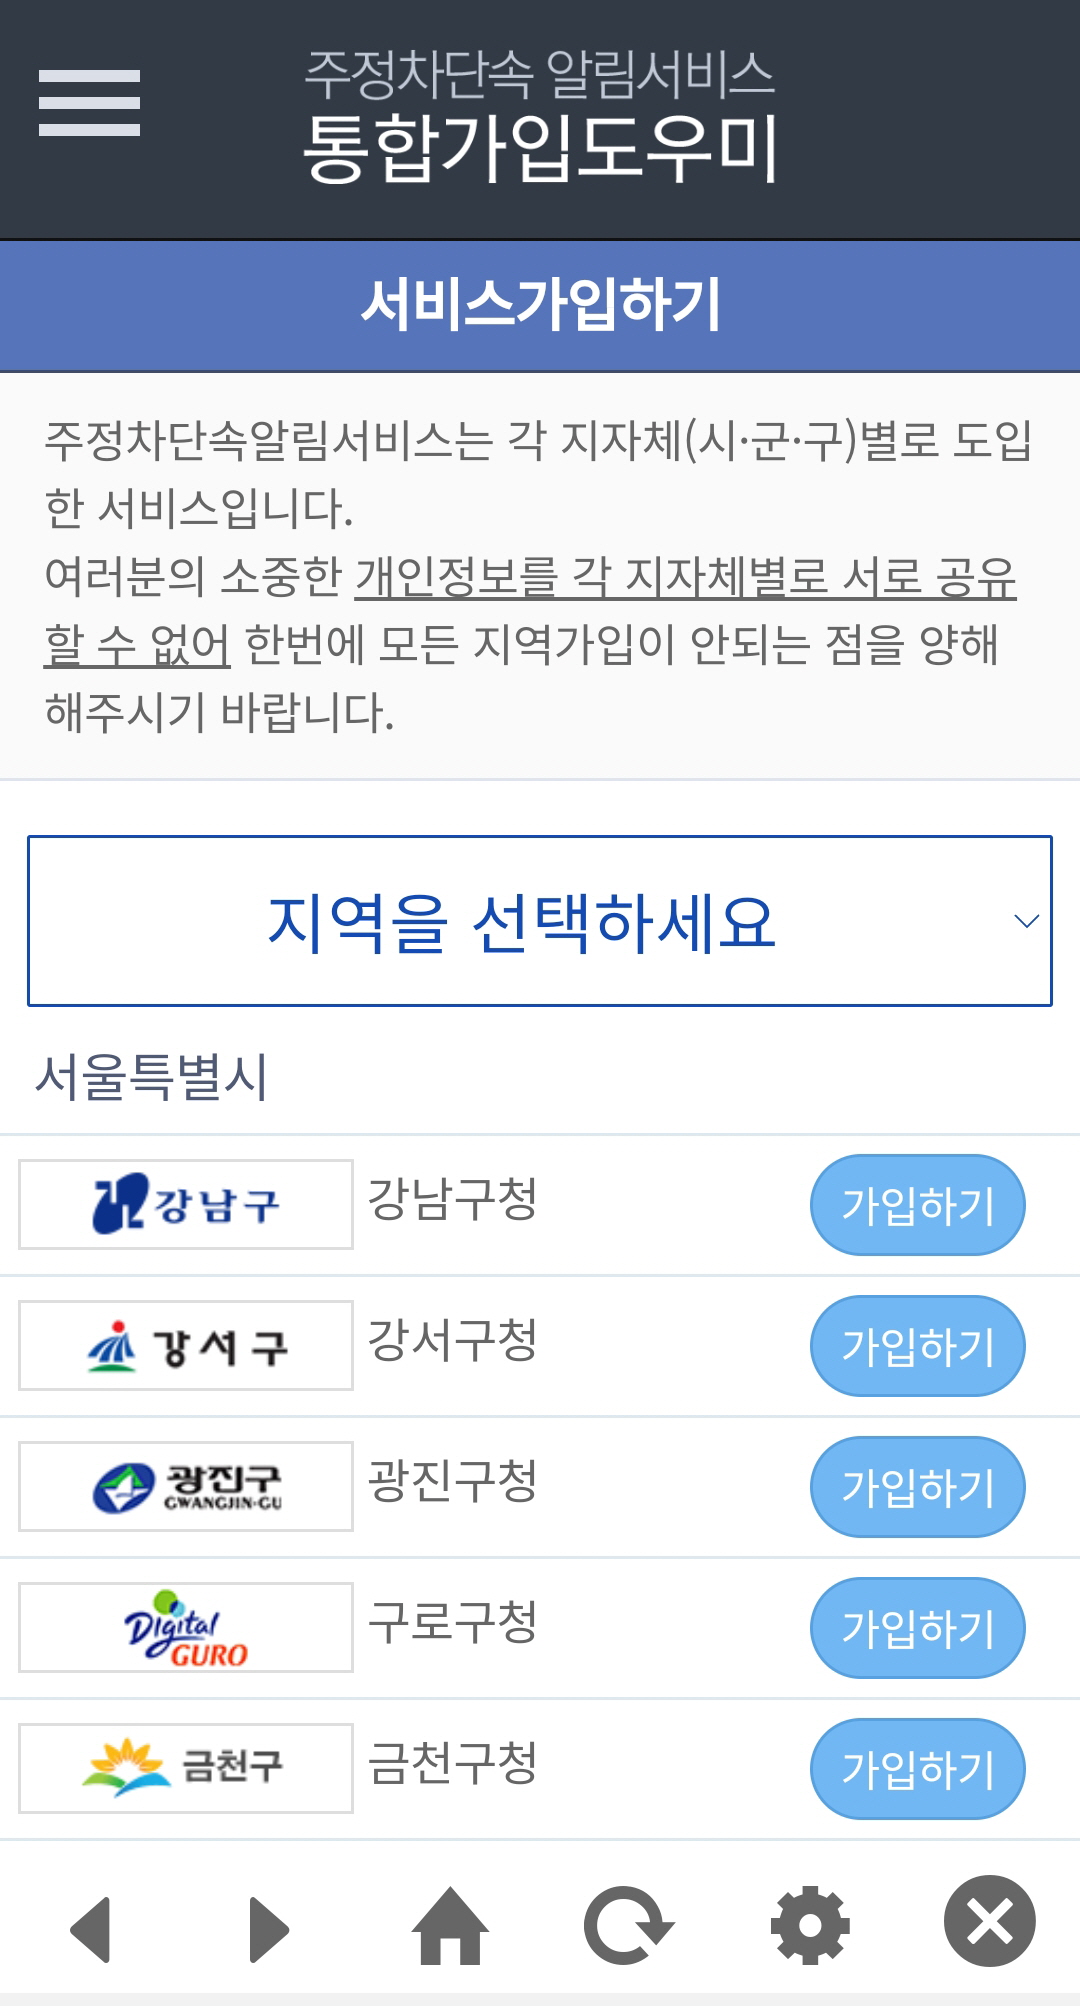 주정차단속 알림서비스
통합가입도우미
서비스가입하기
주정차단속알림서비스는 각 지자체(시·군·구)별로 도입
한 서비스입니다.
여러분의 소중한 개인정보를 각 지자체별로 서로 공유
할 수 없어 한번에 모든 지역가입이 안되는 점을 양해
해주시기 바랍니다.
지역을 선택하세요
서울특별시
강남구 강남구청 가입하기
강서구 강서구청 가입하기
광진구 GWANGJIN-GU 광진구청 가입하기
Digital GURO 구로구청 가입하기
금천구 금천구청 가입하기